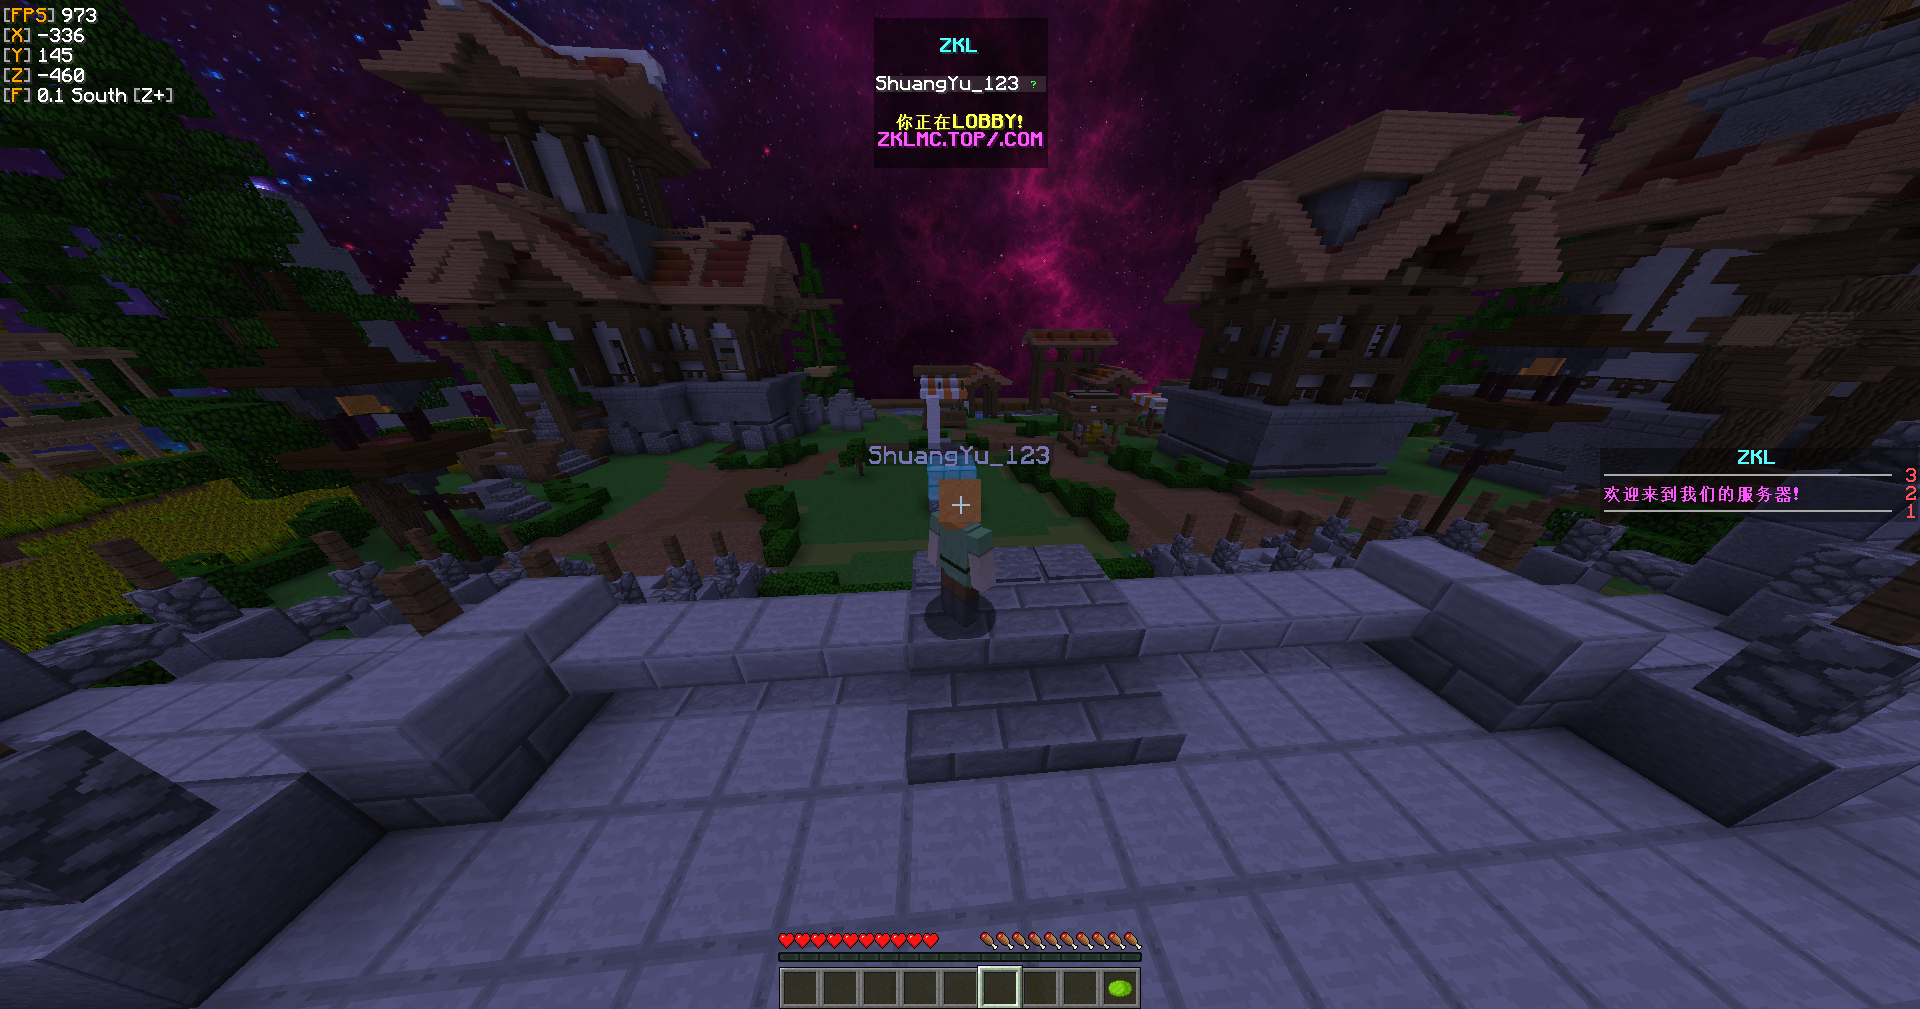 [FPS] 973
[X] -336
[Y] 145
[Z] -460
[F] 0.1 South [Z+]
ZKL
ShuangYu_123 ?
你正在LOBBY!
ZKLMC.TOP/.COM
ShuangYu_123
ZKL
3
欢迎来到我们的服务器! 2
1